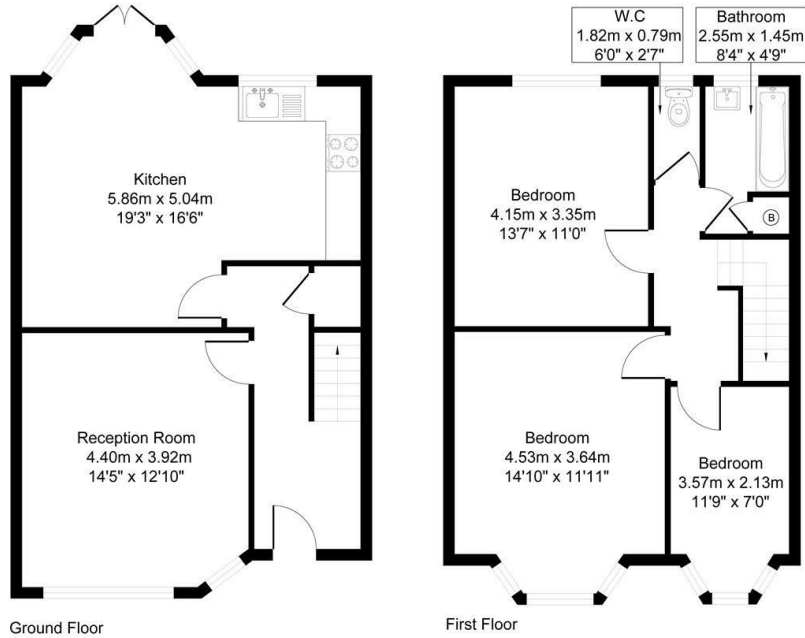 W.C
1.82m x 0.79m
6'0" x 2'7"
Bathroom
2.55m x 1.45m
8'4" x 4'9"
Kitchen
5.86m x 5.04m
19'3" x 16'6"
Bedroom
4.15m x 3.35m
13'7" x 11'0"
B
Reception Room
4.40m x 3.92m
14'5" x 12'10"
Bedroom
4.53m x 3.64m
14'10" x 11'11"
Bedroom
3.57m x 2.13m
11'9" x 7'0"
Ground Floor
First Floor